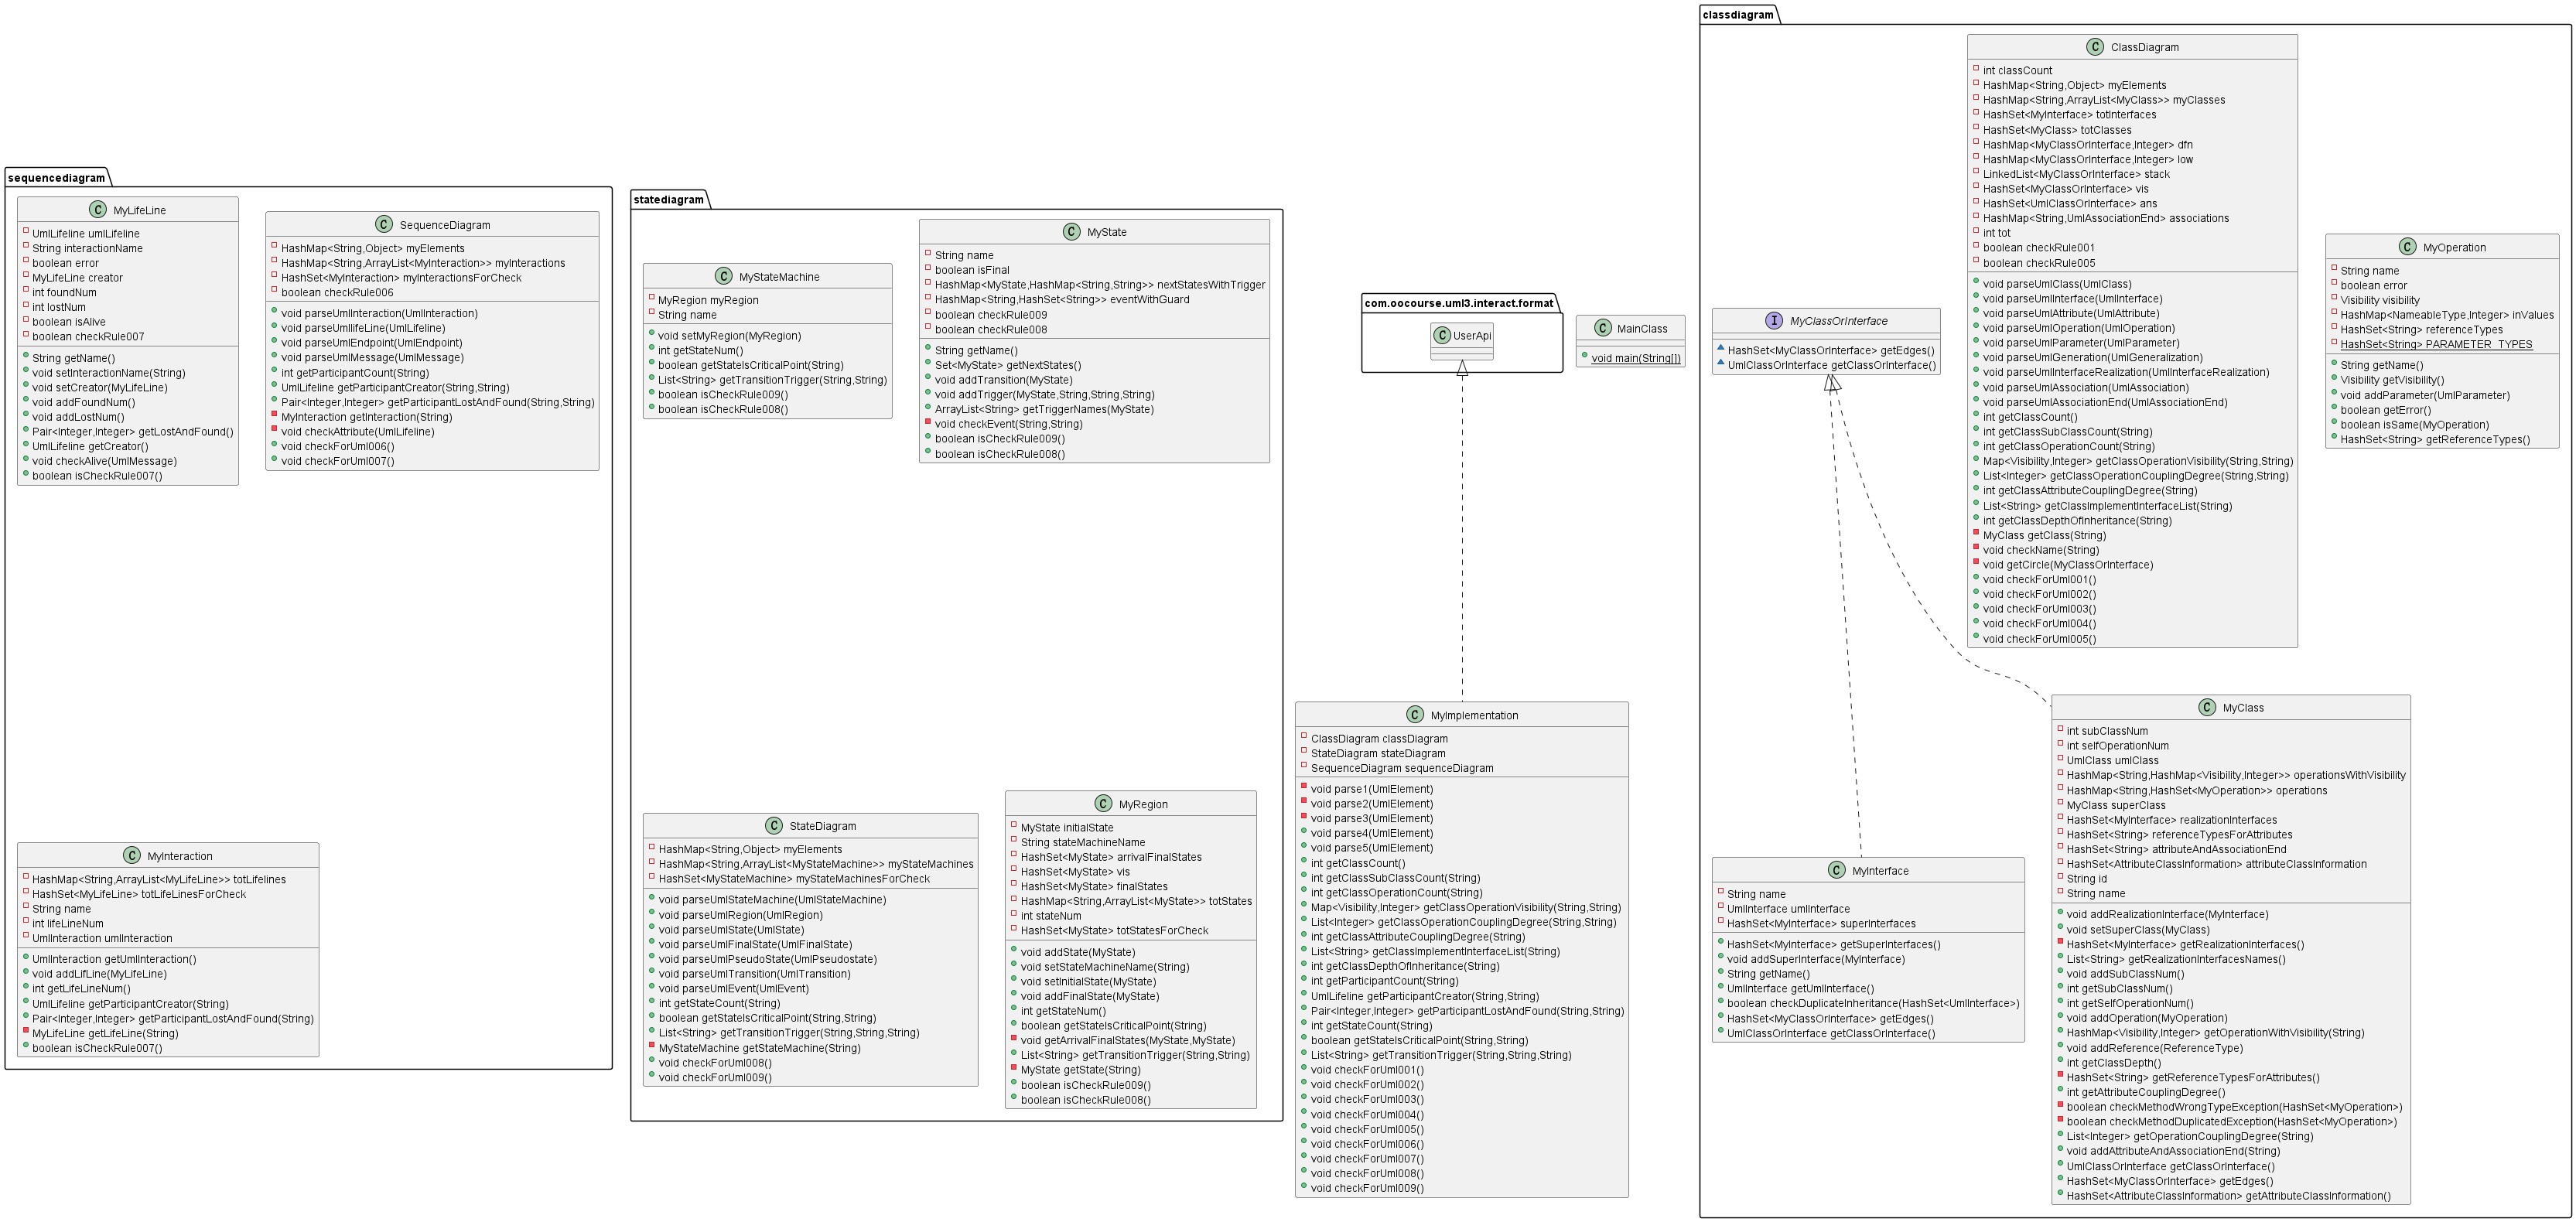 sequencediagram
MyLifeLine
UmlLifeline umlLifeline
String interactionName
boolean error
MyLifeLine creator
int foundNum
int lostNum
boolean isAlive
boolean checkRule007
String getName()
void setInteractionName(String)
void setCreator(MyLifeLine)
void addFoundNum()
void addLostNum()
Pair<Integer,Integer> getLostAndFound()
UmlLifeline getCreator()
void checkAlive(UmlMessage)
boolean isCheckRule007()
SequenceDiagram
HashMap<String,Object> myElements
HashMap<String,ArrayList<MyInteraction>> myInteractions
HashSet<MyInteraction> myInteractionsForCheck
boolean checkRule006
void parseUmlInteraction(UmlInteraction)
void parseUmllifeLine(UmlLifeline)
void parseUmlEndpoint(UmlEndpoint)
void parseUmlMessage(UmlMessage)
int getParticipantCount(String)
UmlLifeline getParticipantCreator(String,String)
Pair<Integer,Integer> getParticipantLostAndFound(String,String)
MyInteraction getInteraction(String)
void checkAttribute(UmlLifeline)
void checkForUml006()
void checkForUml007()
MyInteraction
HashMap<String,ArrayList<MyLifeLine>> totLifelines
HashSet<MyLifeLine> totLifeLinesForCheck
String name
int lifeLineNum
UmlInteraction umlInteraction
UmlInteraction getUmlInteraction()
void addLifLine(MyLifeLine)
int getLifeLineNum()
UmlLifeline getParticipantCreator(String)
Pair<Integer,Integer> getParticipantLostAndFound(String)
MyLifeLine getLifeLine(String)
boolean isCheckRule007()
statediagram
MyStateMachine
MyRegion myRegion
String name
void setMyRegion(MyRegion)
int getStateNum()
boolean getStateIsCriticalPoint(String)
List<String> getTransitionTrigger(String,String)
boolean isCheckRule009()
boolean isCheckRule008()
MyState
String name
boolean isFinal
HashMap<MyState,HashMap<String,String>> nextStatesWithTrigger
HashMap<String,HashSet<String>> eventWithGuard
boolean checkRule009
boolean checkRule008
String getName()
Set<MyState> getNextStates()
void addTransition(MyState)
void addTrigger(MyState,String,String,String)
ArrayList<String> getTriggerNames(MyState)
void checkEvent(String,String)
boolean isCheckRule009()
boolean isCheckRule008()
StateDiagram
HashMap<String,Object> myElements
HashMap<String,ArrayList<MyStateMachine>> myStateMachines
HashSet<MyStateMachine> myStateMachinesForCheck
void parseUmlStateMachine(UmlStateMachine)
void parseUmlRegion(UmlRegion)
void parseUmlState(UmlState)
void parseUmlFinalState(UmlFinalState)
void parseUmlPseudoState(UmlPseudostate)
void parseUmlTransition(UmlTransition)
void parseUmlEvent(UmlEvent)
int getStateCount(String)
boolean getStateIsCriticalPoint(String,String)
List<String> getTransitionTrigger(String,String,String)
MyStateMachine getStateMachine(String)
void checkForUml008()
void checkForUml009()
MyRegion
MyState initialState
String stateMachineName
HashSet<MyState> arrivalFinalStates
HashSet<MyState> vis
HashSet<MyState> finalStates
HashMap<String,ArrayList<MyState>> totStates
int stateNum
HashSet<MyState> totStatesForCheck
void addState(MyState)
void setStateMachineName(String)
void setInitialState(MyState)
void addFinalState(MyState)
int getStateNum()
boolean getStateIsCriticalPoint(String)
void getArrivalFinalStates(MyState,MyState)
List<String> getTransitionTrigger(String,String)
MyState getState(String)
boolean isCheckRule009()
boolean isCheckRule008()
com.oocourse.uml3.interact.format
UserApi
MainClass
void main(String[])
MyImplementation
ClassDiagram classDiagram
StateDiagram stateDiagram
SequenceDiagram sequenceDiagram
void parse1(UmlElement)
void parse2(UmlElement)
void parse3(UmlElement)
void parse4(UmlElement)
void parse5(UmlElement)
int getClassCount()
int getClassSubClassCount(String)
int getClassOperationCount(String)
Map<Visibility,Integer> getClassOperationVisibility(String,String)
List<Integer> getClassOperationCouplingDegree(String,String)
int getClassAttributeCouplingDegree(String)
List<String> getClassImplementInterfaceList(String)
int getClassDepthOfInheritance(String)
int getParticipantCount(String)
UmlLifeline getParticipantCreator(String,String)
Pair<Integer,Integer> getParticipantLostAndFound(String,String)
int getStateCount(String)
boolean getStateIsCriticalPoint(String,String)
List<String> getTransitionTrigger(String,String,String)
void checkForUml001()
void checkForUml002()
void checkForUml003()
void checkForUml004()
void checkForUml005()
void checkForUml006()
void checkForUml007()
void checkForUml008()
void checkForUml009()
classdiagram
MyClassOrInterface
HashSet<MyClassOrInterface> getEdges()
UmlClassOrInterface getClassOrInterface()
ClassDiagram
int classCount
HashMap<String,Object> myElements
HashMap<String,ArrayList<MyClass>> myClasses
HashSet<MyInterface> totInterfaces
HashSet<MyClass> totClasses
HashMap<MyClassOrInterface,Integer> dfn
HashMap<MyClassOrInterface,Integer> low
LinkedList<MyClassOrInterface> stack
HashSet<MyClassOrInterface> vis
HashSet<UmlClassOrInterface> ans
HashMap<String,UmlAssociationEnd> associations
int tot
boolean checkRule001
boolean checkRule005
void parseUmlClass(UmlClass)
void parseUmlInterface(UmlInterface)
void parseUmlAttribute(UmlAttribute)
void parseUmlOperation(UmlOperation)
void parseUmlParameter(UmlParameter)
void parseUmlGeneration(UmlGeneralization)
void parseUmlInterfaceRealization(UmlInterfaceRealization)
void parseUmlAssociation(UmlAssociation)
void parseUmlAssociationEnd(UmlAssociationEnd)
int getClassCount()
int getClassSubClassCount(String)
int getClassOperationCount(String)
Map<Visibility,Integer> getClassOperationVisibility(String,String)
List<Integer> getClassOperationCouplingDegree(String,String)
int getClassAttributeCouplingDegree(String)
List<String> getClassImplementInterfaceList(String)
int getClassDepthOfInheritance(String)
MyClass getClass(String)
void checkName(String)
void getCircle(MyClassOrInterface)
void checkForUml001()
void checkForUml002()
void checkForUml003()
void checkForUml004()
void checkForUml005()
MyOperation
String name
boolean error
Visibility visibility
HashMap<NameableType,Integer> inValues
HashSet<String> referenceTypes
HashSet<String> PARAMETER_TYPES
String getName()
Visibility getVisibility()
void addParameter(UmlParameter)
boolean getError()
boolean isSame(MyOperation)
HashSet<String> getReferenceTypes()
MyInterface
String name
UmlInterface umlInterface
HashSet<MyInterface> superInterfaces
HashSet<MyInterface> getSuperInterfaces()
void addSuperInterface(MyInterface)
String getName()
UmlInterface getUmlInterface()
boolean checkDuplicateInheritance(HashSet<UmlInterface>)
HashSet<MyClassOrInterface> getEdges()
UmlClassOrInterface getClassOrInterface()
MyClass
int subClassNum
int selfOperationNum
UmlClass umlClass
HashMap<String,HashMap<Visibility,Integer>> operationsWithVisibility
HashMap<String,HashSet<MyOperation>> operations
MyClass superClass
HashSet<MyInterface> realizationInterfaces
HashSet<String> referenceTypesForAttributes
HashSet<String> attributeAndAssociationEnd
HashSet<AttributeClassInformation> attributeClassInformation
String id
String name
void addRealizationInterface(MyInterface)
void setSuperClass(MyClass)
HashSet<MyInterface> getRealizationInterfaces()
List<String> getRealizationInterfacesNames()
void addSubClassNum()
int getSubClassNum()
int getSelfOperationNum()
void addOperation(MyOperation)
HashMap<Visibility,Integer> getOperationWithVisibility(String)
void addReference(ReferenceType)
int getClassDepth()
HashSet<String> getReferenceTypesForAttributes()
int getAttributeCouplingDegree()
boolean checkMethodWrongTypeException(HashSet<MyOperation>)
boolean checkMethodDuplicatedException(HashSet<MyOperation>)
List<Integer> getOperationCouplingDegree(String)
void addAttributeAndAssociationEnd(String)
UmlClassOrInterface getClassOrInterface()
HashSet<MyClassOrInterface> getEdges()
HashSet<AttributeClassInformation> getAttributeClassInformation()